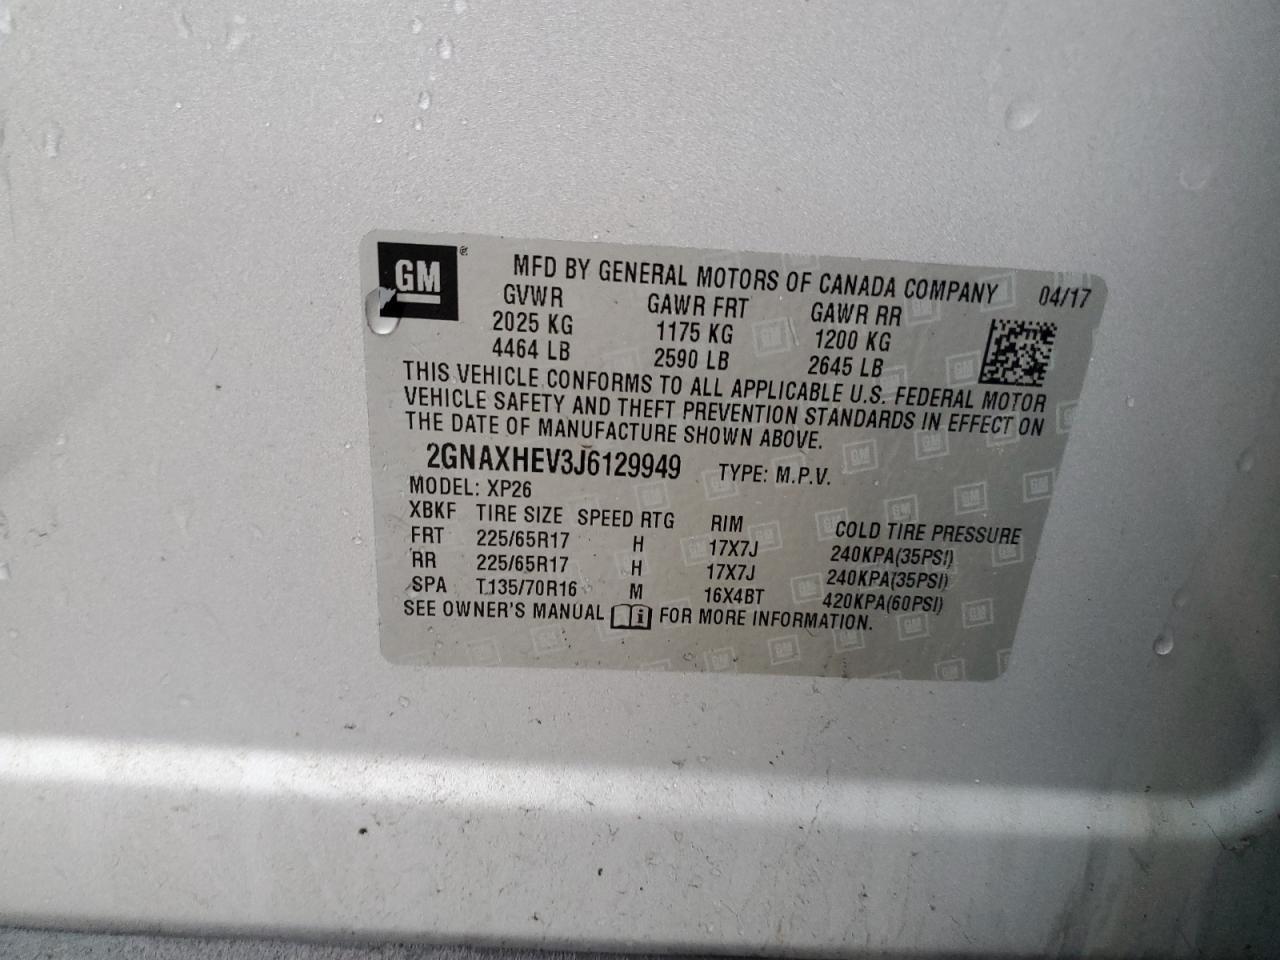 GM ®
MFD BY GENERAL MOTORS OF CANADA COMPANY 04/17
GVWR GAWR FRT GAWR RR
2025 KG 1175 KG 1200 KG
4464 LB 2590 LB 2645 LB
THIS VEHICLE CONFORMS TO ALL APPLICABLE U.S. FEDERAL MOTOR
VEHICLE SAFETY AND THEFT PREVENTION STANDARDS IN EFFECT ON
THE DATE OF MANUFACTURE SHOWN ABOVE.
2GNAXHEV3J6129949 TYPE: M.P.V.
MODEL: XP26
XBKF TIRE SIZE SPEED RTG RIM COLD TIRE PRESSURE
FRT 225/65R17 H 17X7J 240KPA(35PSI)
RR 225/65R17 H 17X7J 240KPA(35PSI)
SPA T135/70R16 M 16X4BT 420KPA(60PSI)
SEE OWNER'S MANUAL i FOR MORE INFORMATION.